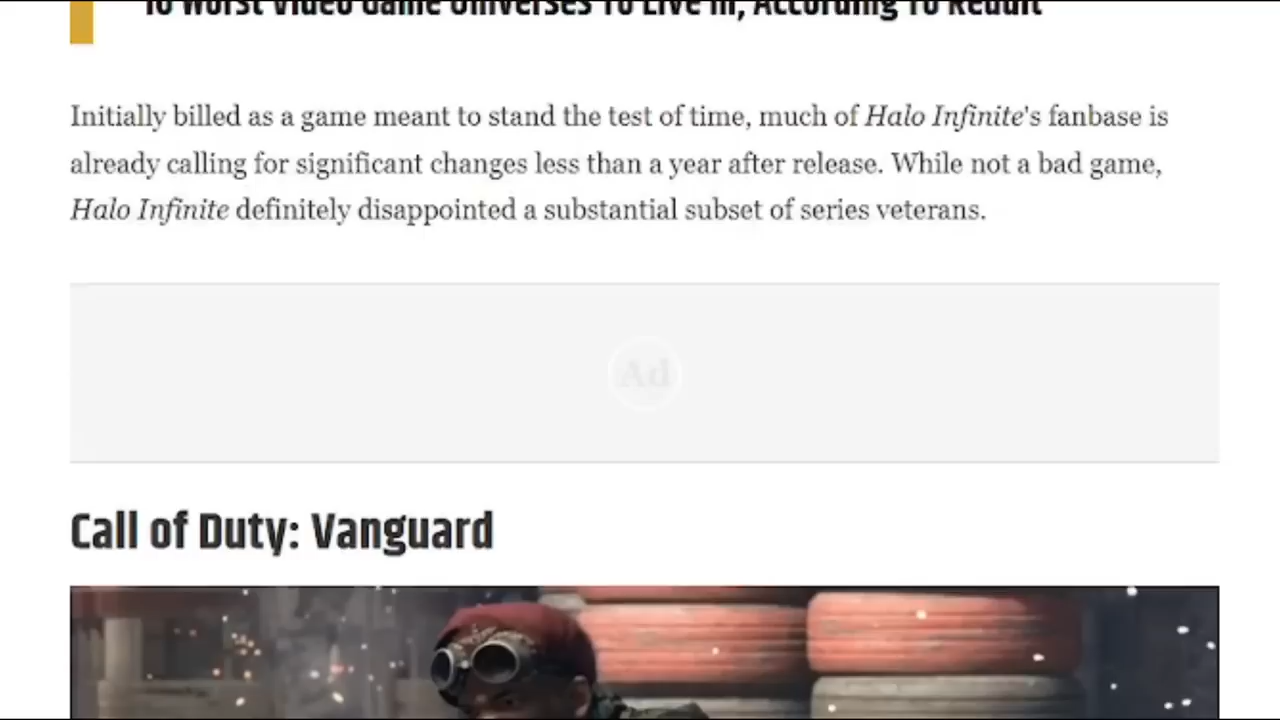 10 Worst Video Game Universes To Live In, According To Reddit
Initially billed as a game meant to stand the test of time, much of Halo Infinite's fanbase is
already calling for significant changes less than a year after release. While not a bad game,
Halo Infinite definitely disappointed a substantial subset of series veterans.
Ad
Call of Duty: Vanguard